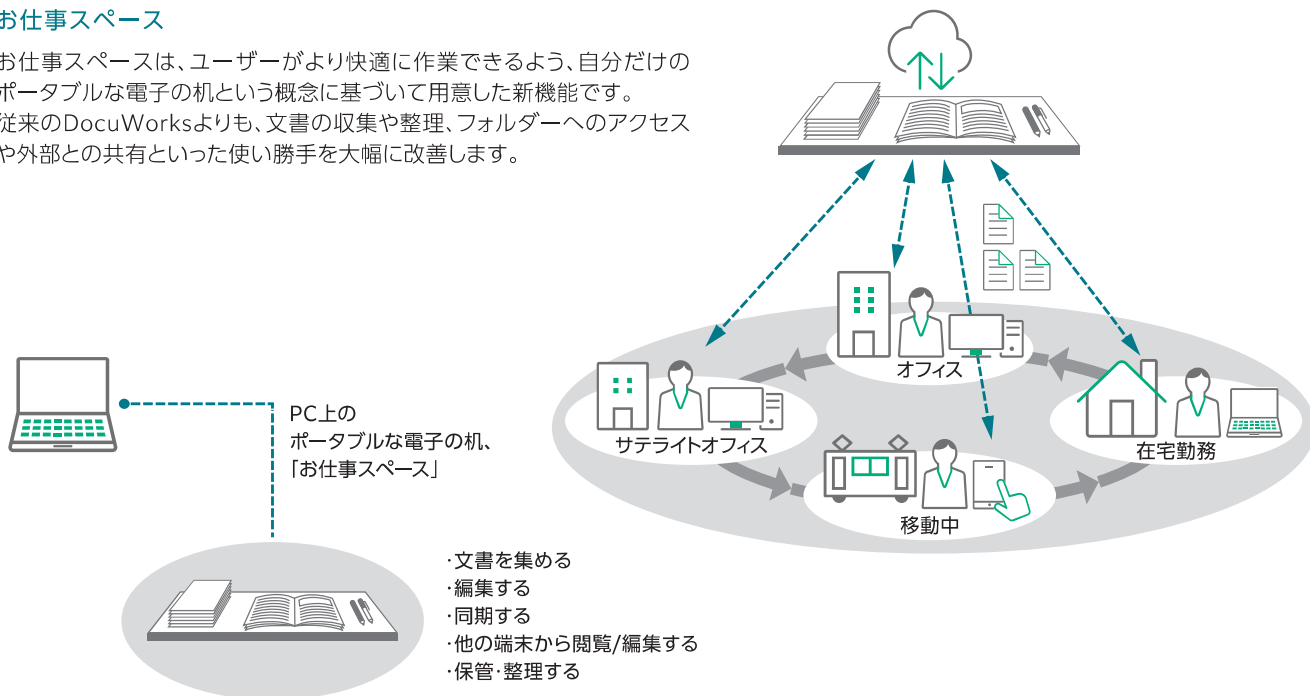 お仕事スペース
お仕事スペースは、ユーザーがより快適に作業できるよう、自分だけの
ポータブルな電子の机という概念に基づいて用意した新機能です。
従来のDocuWorksよりも、文書の収集や整理、フォルダーへのアクセス
や外部との共有といった使い勝手を大幅に改善します。
オフィス
サテライトオフィス
在宅勤務
移動中
PC上の
ポータブルな電子の机、
「お仕事スペース」
・文書を集める
・編集する
・同期する
・他の端末から閲覧/編集する
・保管・整理する